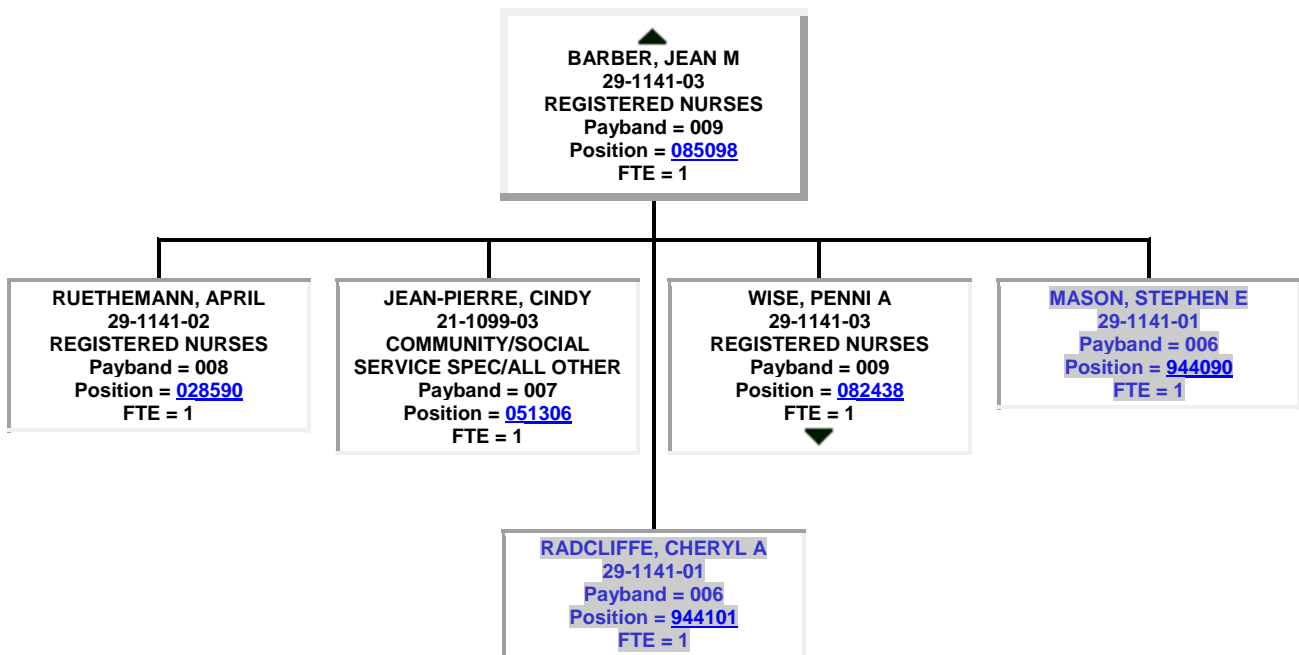 BARBER, JEAN M
29-1141-03
REGISTERED NURSES
Payband = 009
Position = 085098
FTE = 1
RUETHEMANN, APRIL
29-1141-02
REGISTERED NURSES
Payband = 008
Position = 028590
FTE = 1
JEAN-PIERRE, CINDY
21-1099-03
COMMUNITY/SOCIAL
SERVICE SPEC/ALL OTHER
Payband = 007
Position = 051306
FTE = 1
WISE, PENNI A
29-1141-03
REGISTERED NURSES
Payband = 009
Position = 082438
FTE = 1
MASON, STEPHEN E
29-1141-01
Payband = 006
Position = 944090
FTE = 1
RADCLIFFE, CHERYL A
29-1141-01
Payband = 006
Position = 944101
FTE = 1